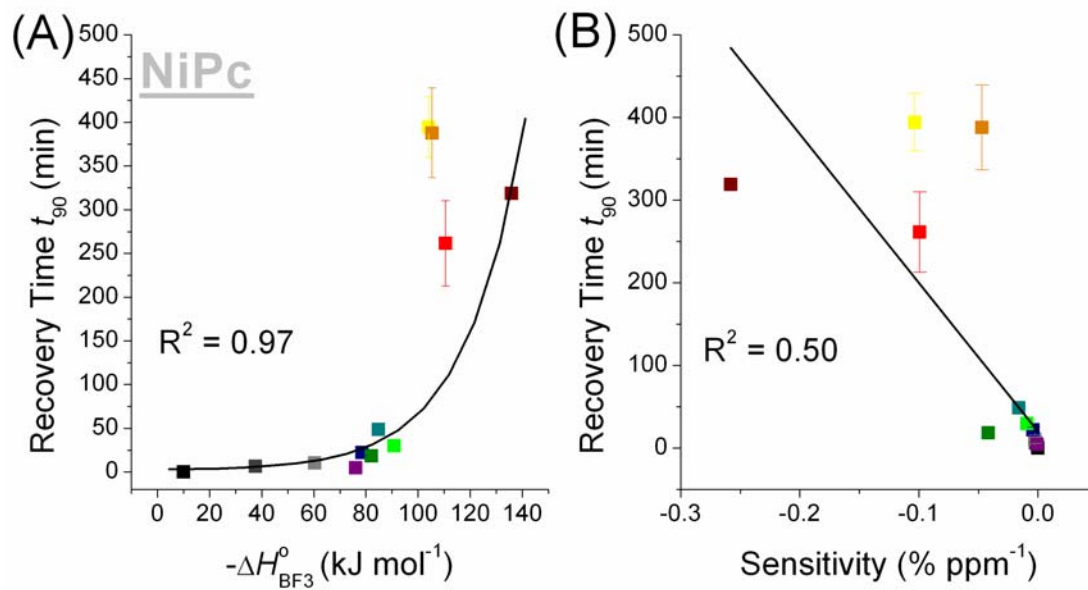 (A)
NiPc
Recovery Time t₉₀ (min)
500
450
400
350
300
250
200
150
100
50
0
R² = 0.97
0 20 40 60 80 100 120 140
-ΔH°BF3 (kJ mol⁻¹)
(B)
Recovery Time t₉₀ (min)
500
400
300
200
100
0
R² = 0.50
-0.3 -0.2 -0.1 0.0
Sensitivity (% ppm⁻¹)